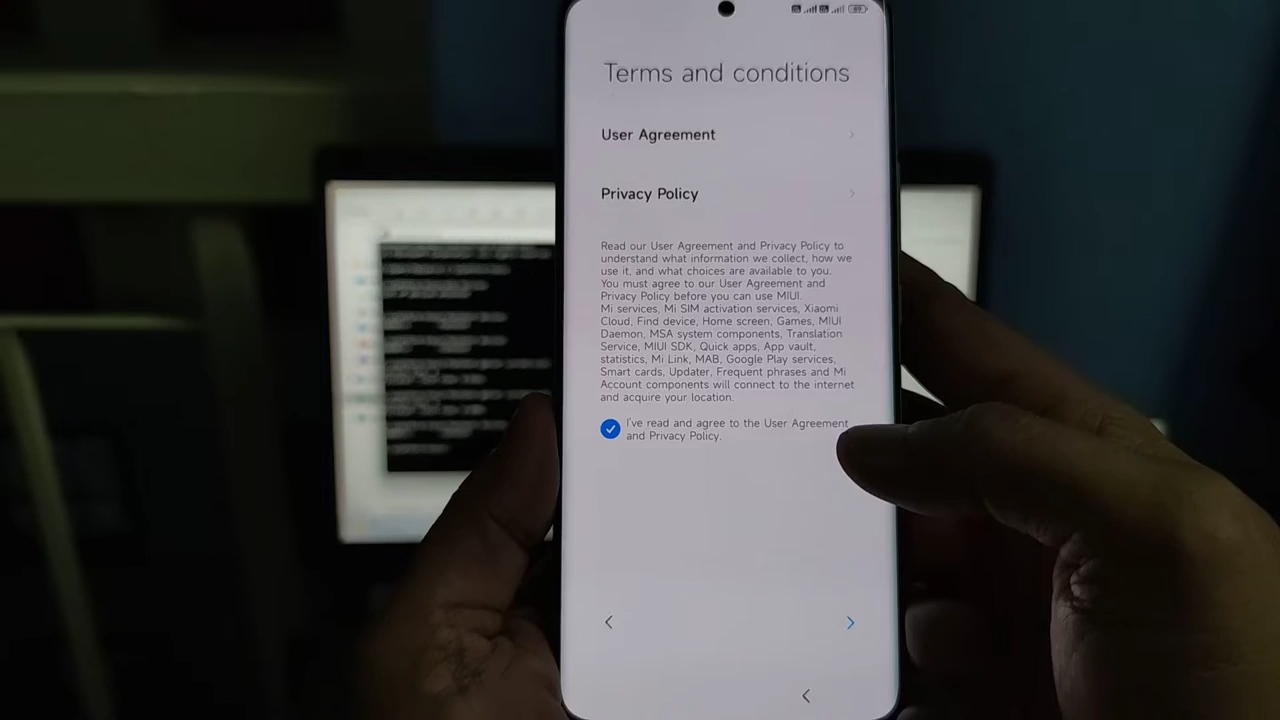 89
Terms and conditions
User Agreement
Privacy Policy
Read our User Agreement and Privacy Policy to
understand what information we collect, how we
use it, and what choices are available to you.
You must agree to our User Agreement and
Privacy Policy before you can use MIUI.
Mi services, Mi SIM activation services, Xiaomi
Cloud, Find device, Home screen, Games, MIUI
Daemon, MSA system components, Translation
Service, MIUI SDK, Quick apps, App vault,
statistics, Mi Link, MAB, Google Play services,
Smart cards, Updater, Frequent phrases and Mi
Account components will connect to the internet
and acquire your location.
I've read and agree to the User Agreement
and Privacy Policy.